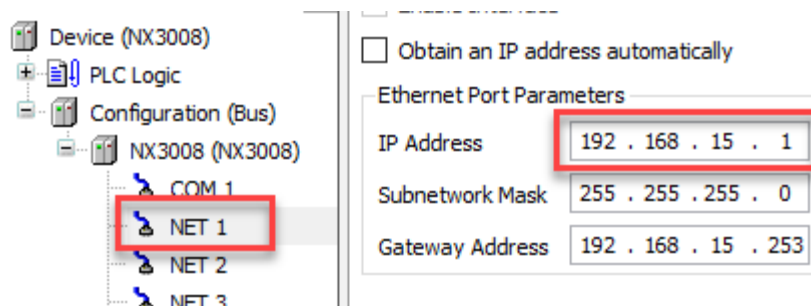 Device (NX3008)
PLC Logic
Configuration (Bus)
NX3008 (NX3008)
COM 1
NET 1
NET 2
NET 3
Obtain an IP address automatically
Ethernet Port Parameters
IP Address 192 . 168 . 15 . 1
Subnetwork Mask 255 . 255 . 255 . 0
Gateway Address 192 . 168 . 15 . 253